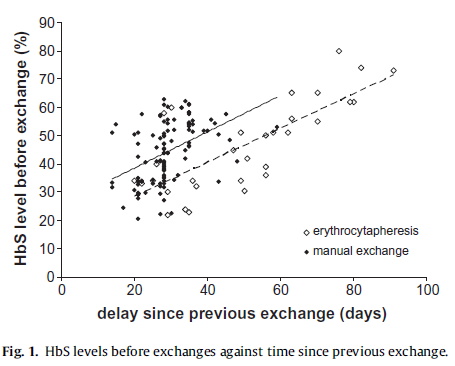 90
80
70
60
50
40
30
20
10
0
HbS level before exchange (%)
erythrocytapheresis
manual exchange
0 20 40 60 80 100
delay since previous exchange (days)
Fig. 1. HbS levels before exchanges against time since previous exchange.